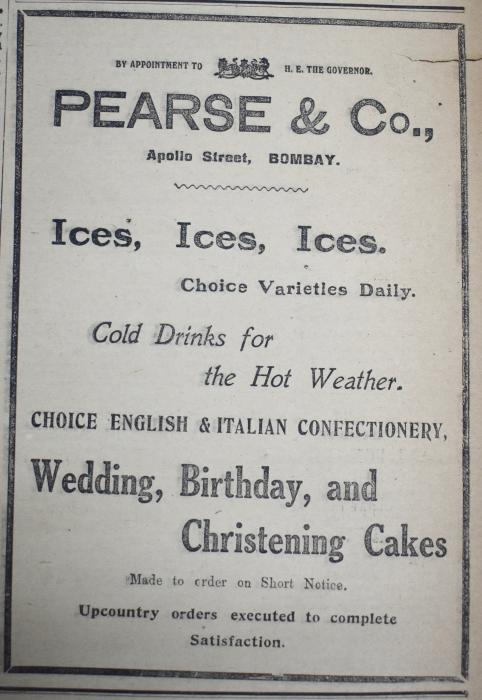 BY APPOINTMENT TO H. E. THE GOVERNOR.
PEARSE & Co.,
Apollo Street, BOMBAY.
Ices, Ices, Ices.
Choice Varieties Daily.
Cold Drinks for
the Hot Weather.
CHOICE ENGLISH & ITALIAN CONFECTIONERY,
Wedding, Birthday, and
Christening Cakes
Made to order on Short Notice.
Upcountry orders executed to complete
Satisfaction.